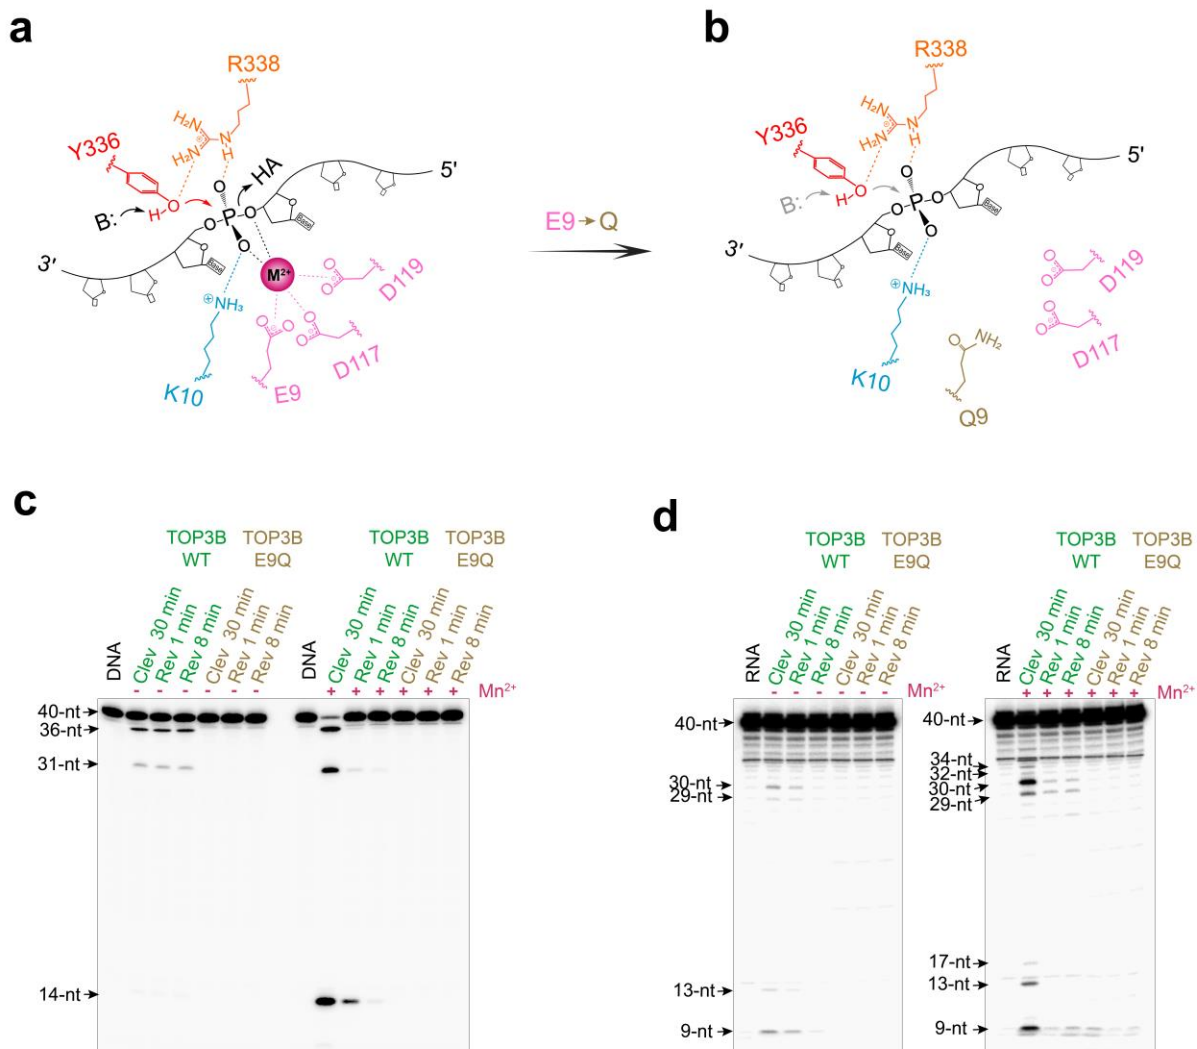 a
R338
H₂N
H₂N
N
H
Y336
HA
O
5'
B:
H-O
O-P-O
O
Base
Base
3'
M²⁺
D119
NH₃
D117
K10
E9
E9→Q
b
R338
H₂N
H₂N
N
H
Y336
O
5'
B:
H-O
O-P-O
O
Base
Base
3'
D119
NH₃
D117
O
NH₂
K10
Q9
c
TOP3B
WT
TOP3B
E9Q
TOP3B
WT
TOP3B
E9Q
DNA
Clev 30 min
Rev 1 min
Rev 8 min
Clev 30 min
Rev 1 min
Rev 8 min
DNA
Clev 30 min
Rev 1 min
Rev 8 min
Clev 30 min
Rev 1 min
Rev 8 min
- - - - - - + + + + + + Mn²⁺
40-nt
36-nt
31-nt
14-nt
d
TOP3B
WT
TOP3B
E9Q
TOP3B
WT
TOP3B
E9Q
RNA
Clev 30 min
Rev 1 min
Rev 8 min
Clev 30 min
Rev 1 min
Rev 8 min
- - - - - - Mn²⁺
40-nt
30-nt
29-nt
13-nt
9-nt
RNA
Clev 30 min
Rev 1 min
Rev 8 min
Clev 30 min
Rev 1 min
Rev 8 min
+ + + + + + Mn²⁺
40-nt
34-nt
32-nt
30-nt
29-nt
17-nt
13-nt
9-nt